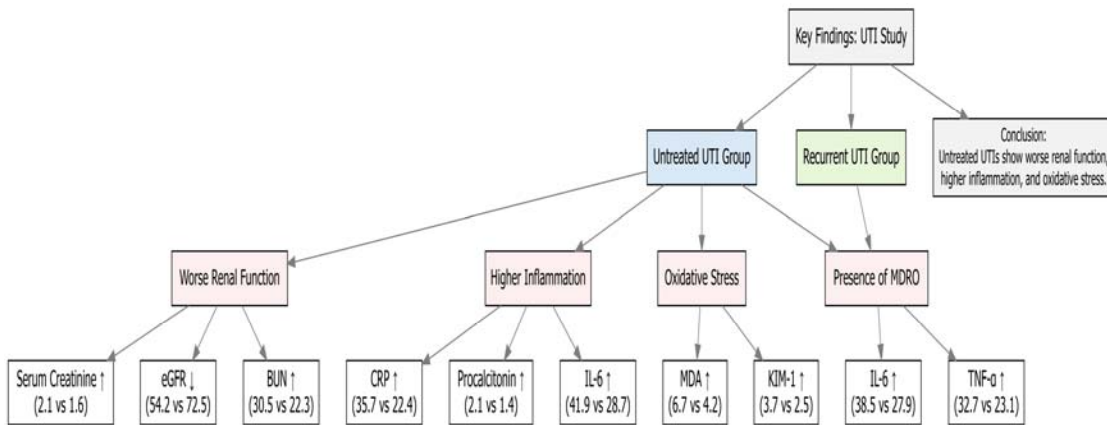 Key Findings: UTI Study
Untreated UTI Group
Recurrent UTI Group
Conclusion:
Untreated UTIs show worse renal function,
higher inflammation, and oxidative stress.
Worse Renal Function
Higher Inflammation
Oxidative Stress
Presence of MDRO
Serum Creatinine ↑
(2.1 vs 1.6)
eGFR ↓
(54.2 vs 72.5)
BUN ↑
(30.5 vs 22.3)
CRP ↑
(35.7 vs 22.4)
Procalcitonin ↑
(2.1 vs 1.4)
IL-6 ↑
(41.9 vs 28.7)
MDA ↑
(6.7 vs 4.2)
KIM-1 ↑
(3.7 vs 2.5)
IL-6 ↑
(38.5 vs 27.9)
TNF-α ↑
(32.7 vs 23.1)